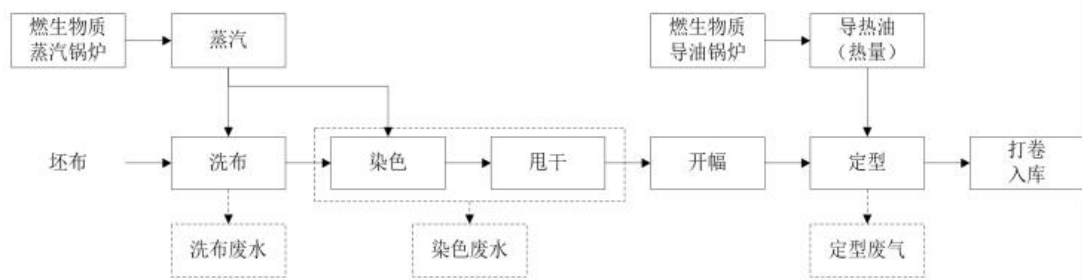 燃生物质
蒸汽锅炉
蒸汽
燃生物质
导油锅炉
导热油
（热量）
坯布
洗布
染色
甩干
开幅
定型
打卷
入库
洗布废水
染色废水
定型废气